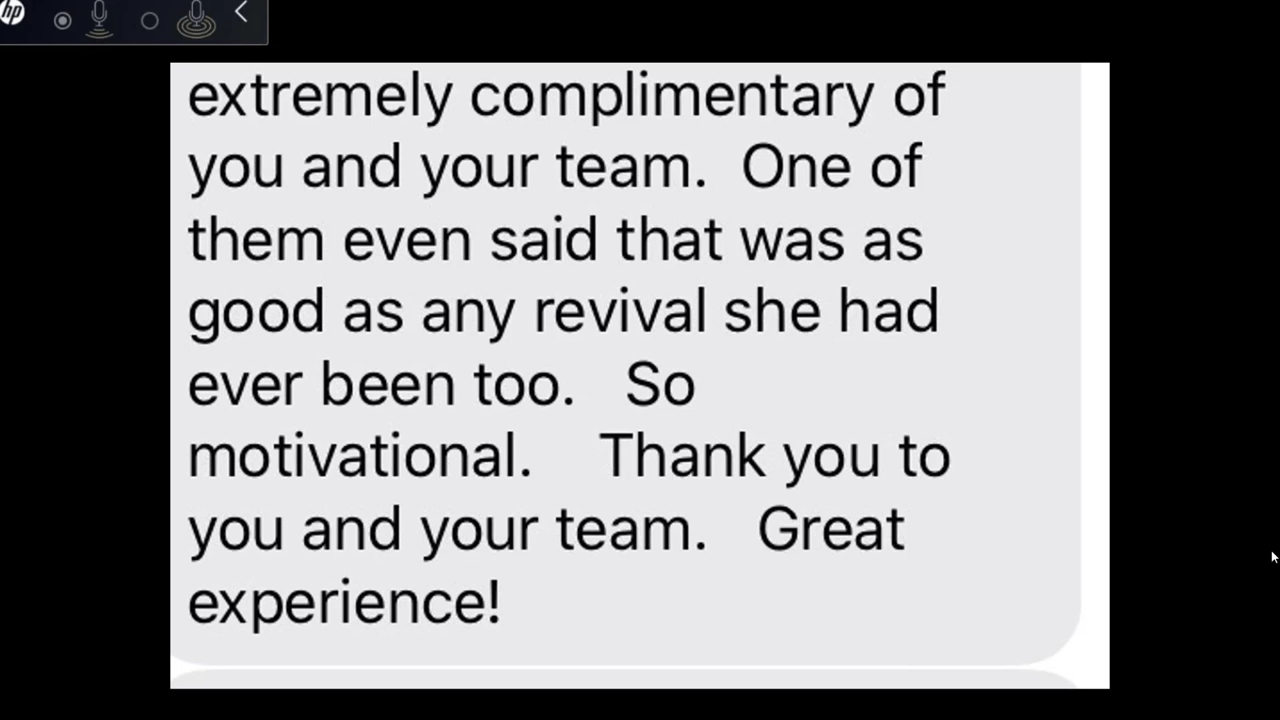 hp
extremely complimentary of
you and your team.  One of
them even said that was as
good as any revival she had
ever been too.   So
motivational.    Thank you to
you and your team.   Great
experience!